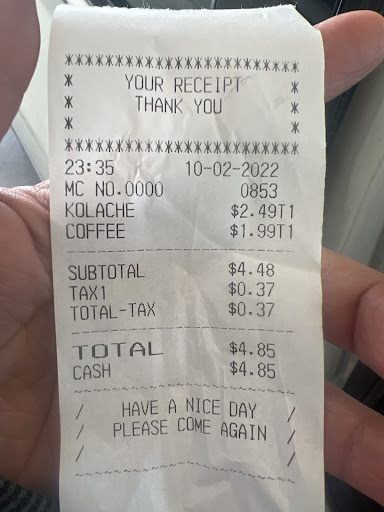 ***************************
* YOUR RECEIPT *
* THANK YOU *
* *
***************************
23:35 10-02-2022
MC NO.0000 0853
KOLACHE $2.49T1
COFFEE $1.99T1
SUBTOTAL $4.48
TAX1 $0.37
TOTAL-TAX $0.37
TOTAL $4.85
CASH $4.85
/ HAVE A NICE DAY /
/ PLEASE COME AGAIN /
/ /